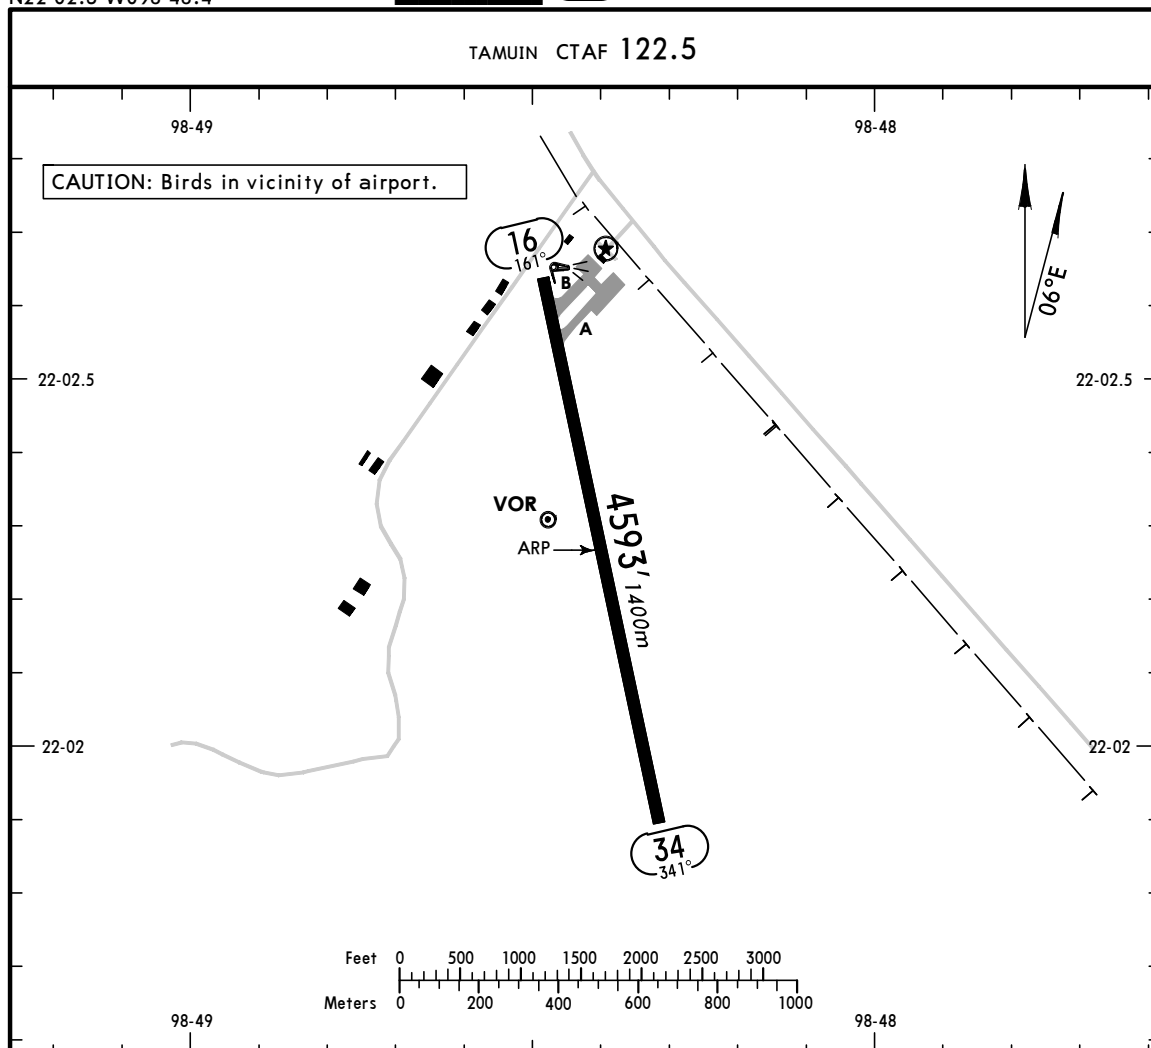 TAMUIN CTAF 122.5
98-49
98-48
CAUTION: Birds in vicinity of airport.
16
161°
B
A
06°E
22-02.5
22-02.5
VOR
ARP
4593'
1400m
22-02
22-02
34
341°
Feet 0 500 1000 1500 2000 2500 3000
Meters 0 200 400 600 800 1000
98-49
98-48